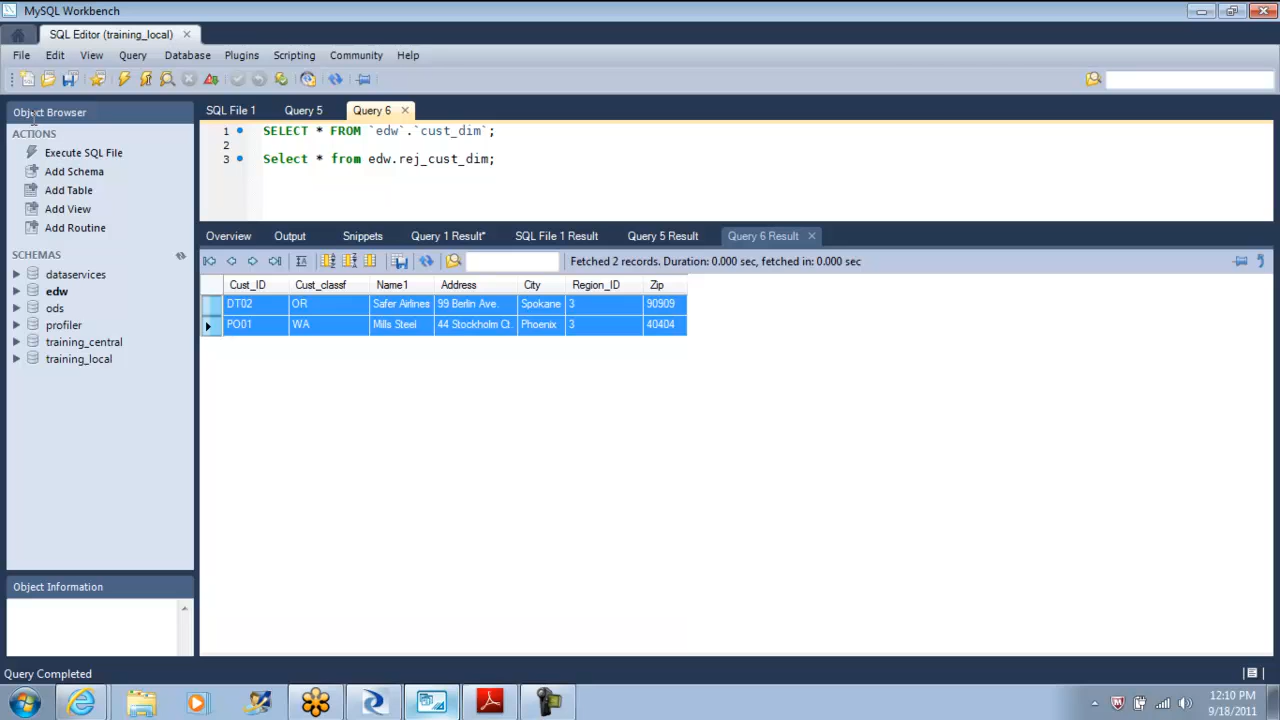 MySQL Workbench
SQL Editor (training_local)
File Edit View Query Database Plugins Scripting Community Help
Object Browser
ACTIONS
Execute SQL File
Add Schema
Add Table
Add View
Add Routine
SCHEMAS
dataservices
edw
ods
profiler
training_central
training_local
Object Information
SQL File 1 Query 5 Query 6
1 SELECT * FROM `edw`.`cust_dim`;
2
3 Select * from edw.rej_cust_dim;
Overview Output Snippets Query 1 Result* SQL File 1 Result Query 5 Result Query 6 Result
Fetched 2 records. Duration: 0.000 sec, fetched in: 0.000 sec
Cust_ID Cust_classf Name1 Address City Region_ID Zip
DT02 OR Safer Airlines 99 Berlin Ave. Spokane 3 90909
PO01 WA Mills Steel 44 Stockholm Ct. Phoenix 3 40404
Query Completed
12:10 PM
9/18/2011